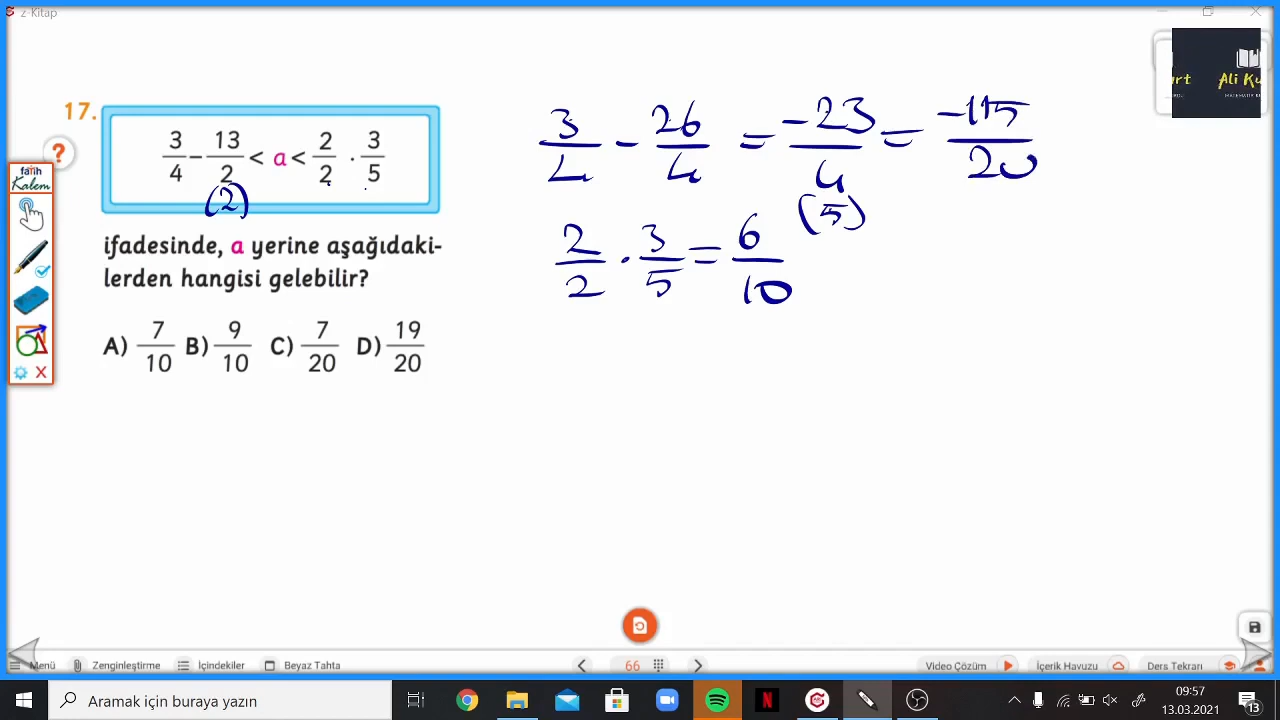 z-Kitap
Ali Ku
17.
3/4 - 13/2 < a < 2/2 · 3/5
(2)
ifadesinde, a yerine aşağıdaki-
lerden hangisi gelebilir?
A) 7/10 B) 9/10 C) 7/20 D) 19/20
3/4 - 26/4 = -23/4 = -115/20
(5)
2/2 · 3/5 = 6/10
?
fatih
Kalem
Menü Zenginleştirme İçindekiler Beyaz Tahta 66 Video Çözüm İçerik Havuzu Ders Tekrarı
Aramak için buraya yazın
09:57
13.03.2021
13